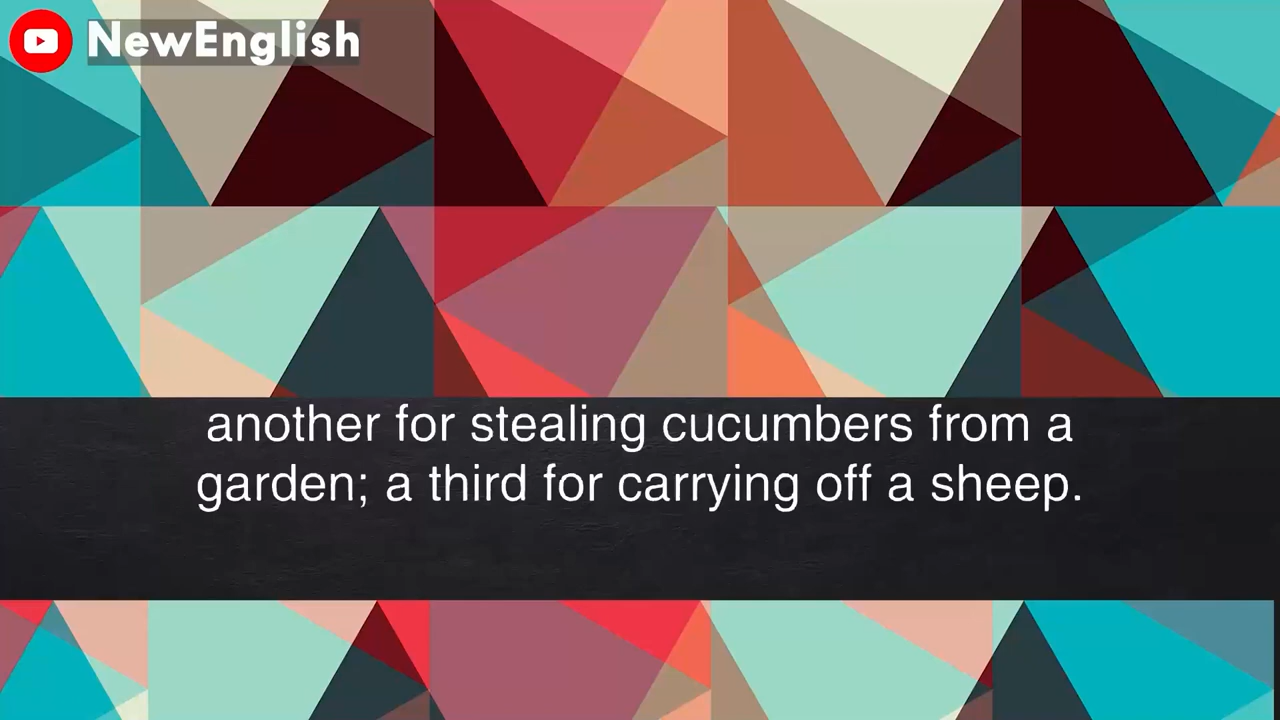 NewEnglish
another for stealing cucumbers from a
garden; a third for carrying off a sheep.